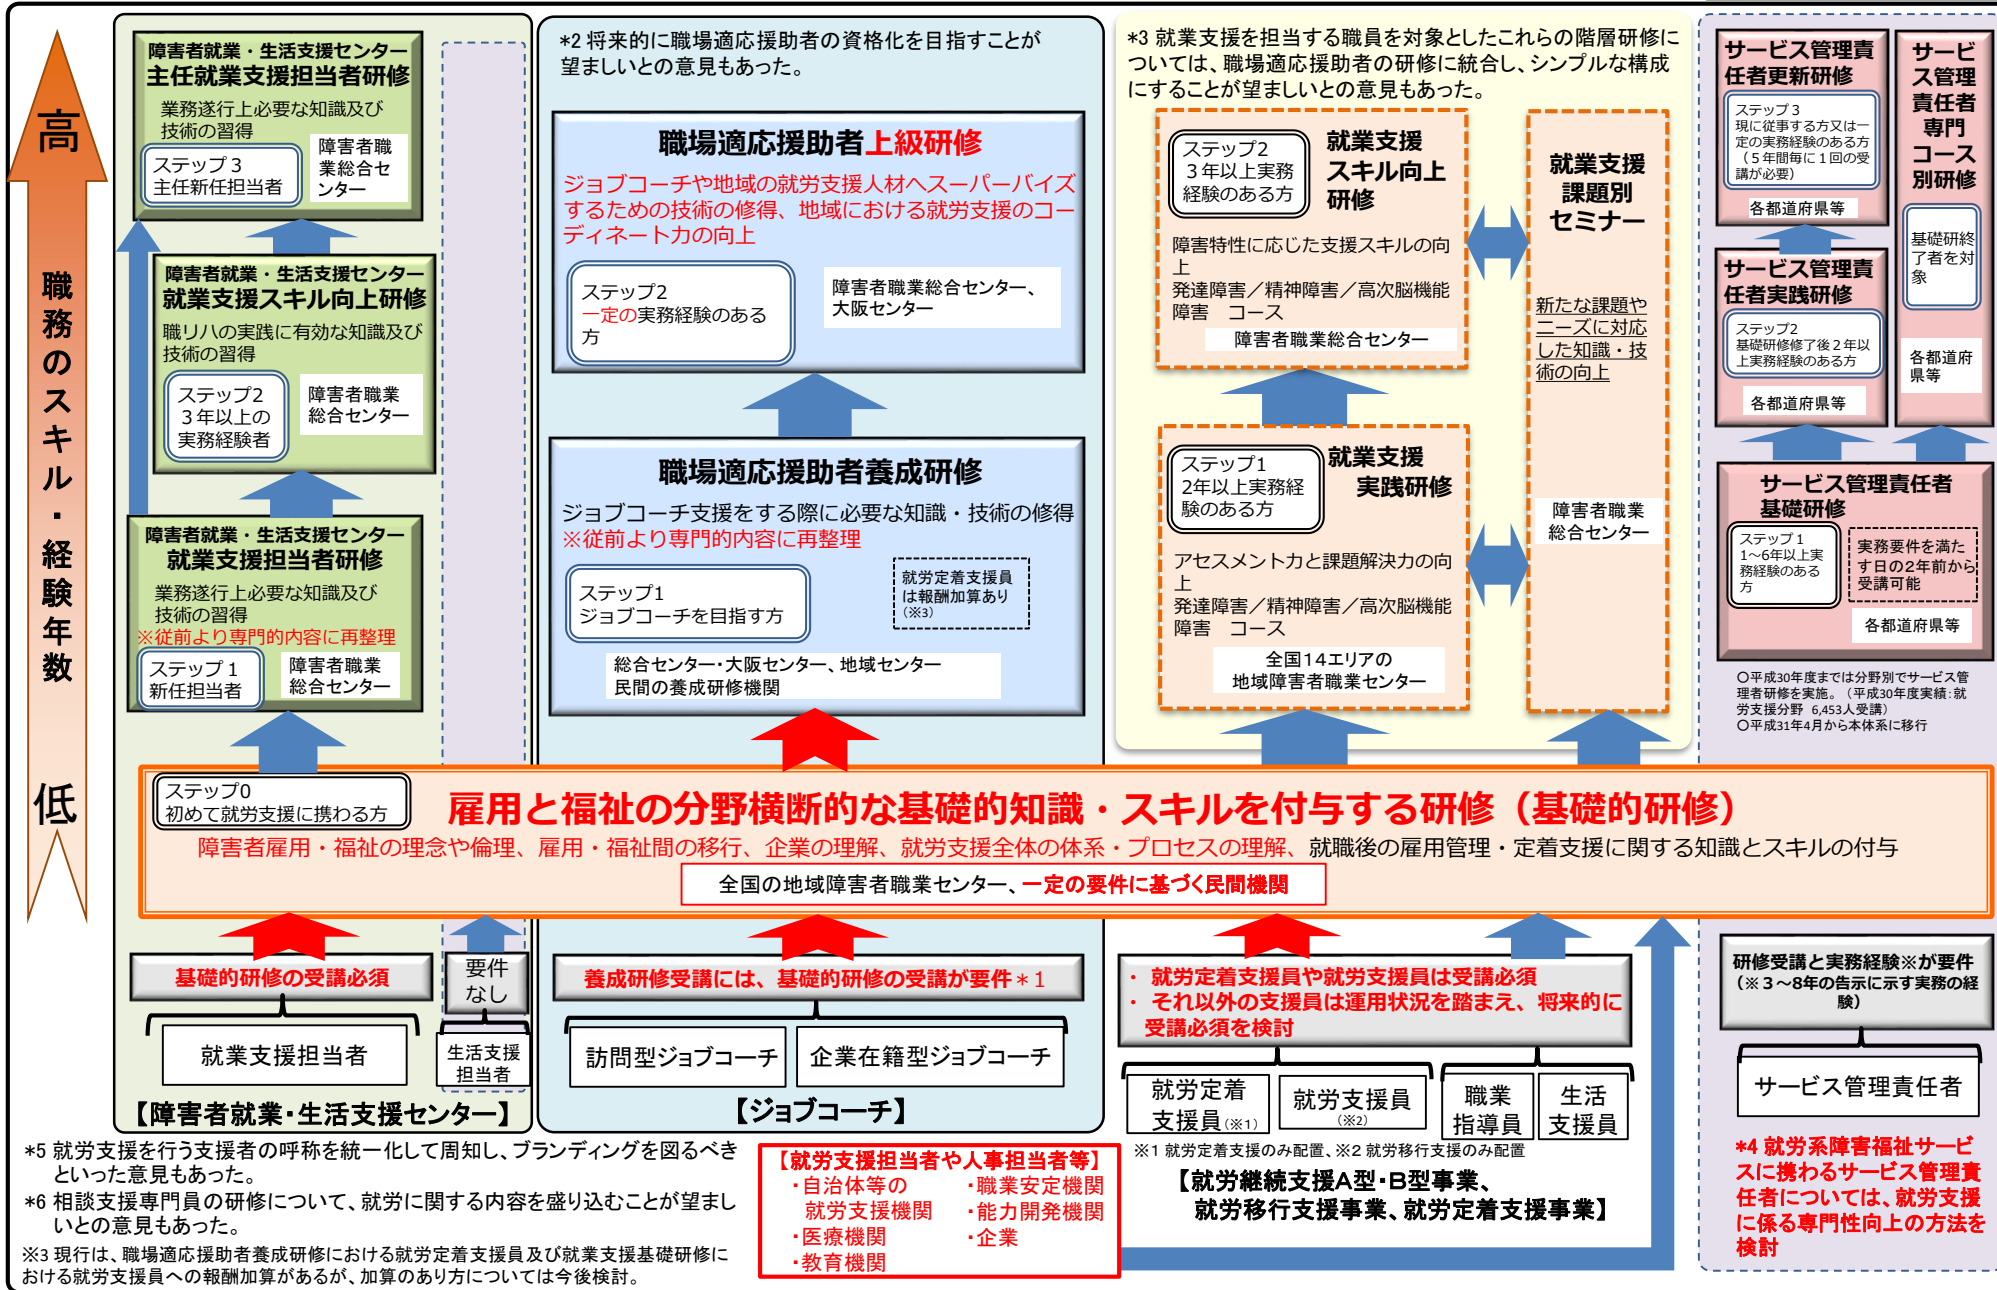 高
職務のスキル・経験年数
低
障害者就業・生活支援センター
主任就業支援担当者研修
業務遂行上必要な知識及び
技術の習得
ステップ３
主任新任担当者
障害者職
業総合セ
ンター
障害者就業・生活支援センター
就業支援スキル向上研修
職リハの実践に有効な知識及び
技術の習得
ステップ2
３年以上の
実務経験者
障害者職業
総合センター
障害者就業・生活支援センター
就業支援担当者研修
業務遂行上必要な知識及び
技術の習得
※従前より専門的内容に再整理
ステップ１
新任担当者
障害者職業
総合センター
*2 将来的に職場適応援助者の資格化を目指すことが
望ましいとの意見もあった。
職場適応援助者上級研修
ジョブコーチや地域の就労支援人材へスーパーバイズ
するための技術の修得、地域における就労支援のコー
ディネート力の向上
ステップ2
一定の実務経験のある
方
障害者職業総合センター、
大阪センター
職場適応援助者養成研修
ジョブコーチ支援をする際に必要な知識・技術の修得
※従前より専門的内容に再整理
ステップ1
ジョブコーチを目指す方
就労定着支援員
は報酬加算あり
（※3）
総合センター・大阪センター、地域センター
民間の養成研修機関
*3 就業支援を担当する職員を対象としたこれらの階層研修に
ついては、職場適応援助者の研修に統合し、シンプルな構成
にすることが望ましいとの意見もあった。
ステップ2
３年以上実務
経験のある方
就業支援
スキル向上
研修
障害特性に応じた支援スキルの向
上
発達障害／精神障害／高次脳機能
障害　コース
障害者職業総合センター
ステップ1
2年以上実務経
験のある方
就業支援
実践研修
アセスメント力と課題解決力の向
上
発達障害／精神障害／高次脳機能
障害　コース
全国14エリアの
地域障害者職業センター
就業支援
課題別
セミナー
新たな課題や
ニーズに対応
した知識・技
術の向上
障害者職業
総合センター
サービス管理責
任者更新研修
ステップ３
現に従事する方又は一
定の実務経験のある方
（５年間毎に１回の受
講が必要）
各都道府県等
サービス管理責
任者実践研修
ステップ2
基礎研修修了後２年以
上実務経験のある方
各都道府県等
サービ
ス管理
責任者
専門
コース
別研修
基礎研終
了者を対
象
各都道府
県等
サービス管理責任者
基礎研修
ステップ１
1～6年以上実
務経験のある
方
実務要件を満た
す日の2年前から
受講可能
各都道府県等
○平成30年度までは分野別でサービス管
理者研修を実施。（平成30年度実績：就
労支援分野 6,453人受講）
○平成31年4月から本体系に移行
ステップ0
初めて就労支援に携わる方
雇用と福祉の分野横断的な基礎的知識・スキルを付与する研修（基礎的研修）
障害者雇用・福祉の理念や倫理、雇用・福祉間の移行、企業の理解、就労支援全体の体系・プロセスの理解、就職後の雇用管理・定着支援に関する知識とスキルの付与
全国の地域障害者職業センター、一定の要件に基づく民間機関
基礎的研修の受講必須
要件
なし
就業支援担当者
生活支援
担当者
【障害者就業・生活支援センター】
養成研修受講には、基礎的研修の受講が要件＊1
訪問型ジョブコーチ
企業在籍型ジョブコーチ
【ジョブコーチ】
・ 就労定着支援員や就労支援員は受講必須
・ それ以外の支援員は運用状況を踏まえ、将来的に
受講必須を検討
就労定着
支援員（※1）
就労支援員
（※2）
職業
指導員
生活
支援員
※1 就労定着支援のみ配置、※2 就労移行支援のみ配置
【就労継続支援A型・B型事業、
就労移行支援事業、就労定着支援事業】
研修受講と実務経験※が要件
（※３～8年の告示に示す実務の経
験）
サービス管理責任者
*4 就労系障害福祉サービ
スに携わるサービス管理責
任者については、就労支援
に係る専門性向上の方法を
検討
*5 就労支援を行う支援者の呼称を統一化して周知し、ブランディングを図るべき
といった意見もあった。
*6 相談支援専門員の研修について、就労に関する内容を盛り込むことが望まし
いとの意見もあった。
※3 現行は、職場適応援助者養成研修における就労定着支援員及び就業支援基礎研修に
おける就労支援員への報酬加算があるが、加算のあり方については今後検討。
【就労支援担当者や人事担当者等】
・自治体等の
就労支援機関
・医療機関
・教育機関
・職業安定機関
・能力開発機関
・企業